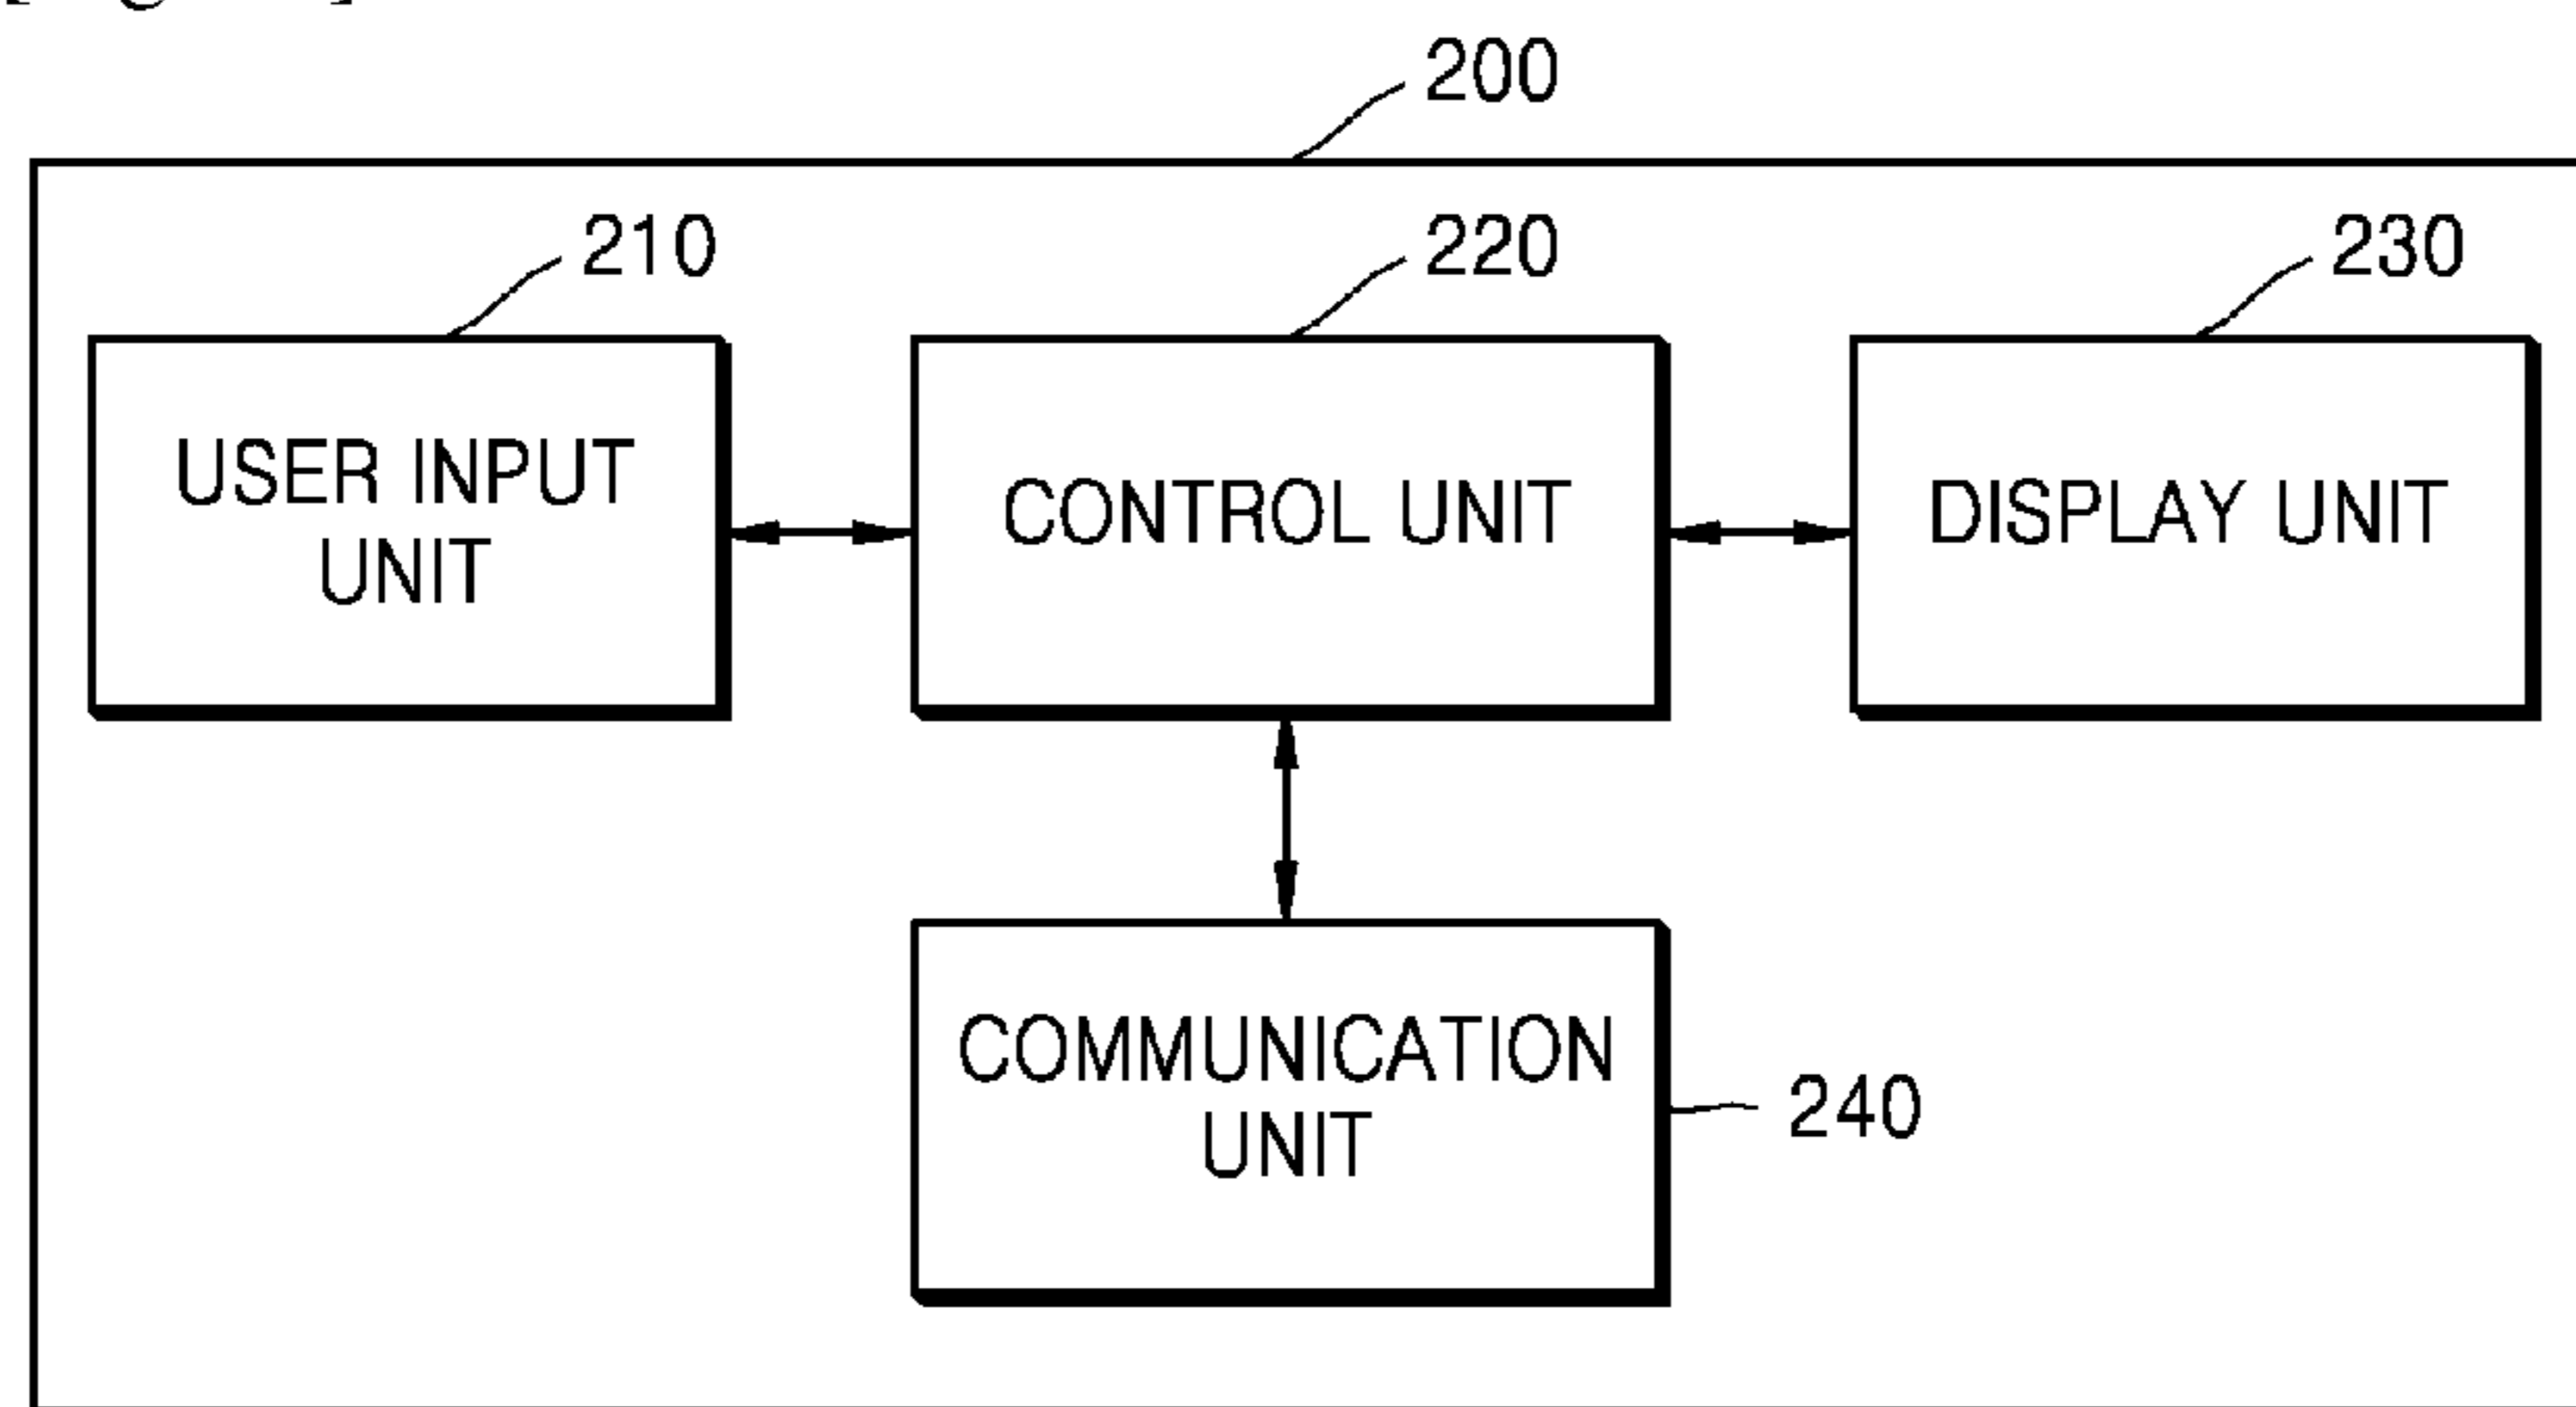 200
210
220
230
USER INPUT
UNIT
CONTROL UNIT
DISPLAY UNIT
COMMUNICATION
UNIT
240